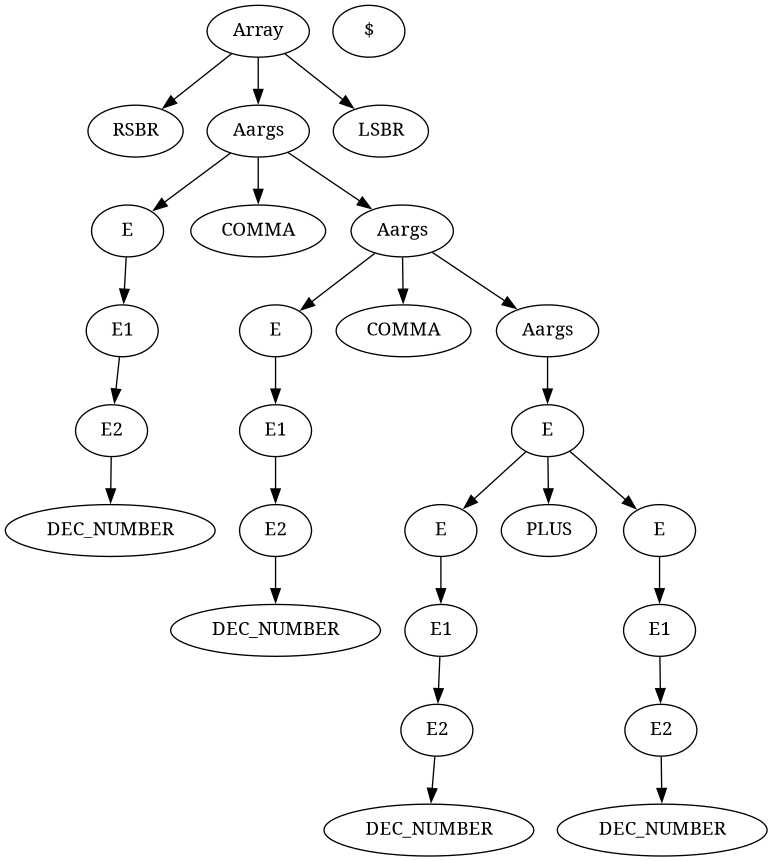 Array $
RSBR Aargs LSBR
E COMMA Aargs
E1 E COMMA Aargs
E2 E1 E
DEC_NUMBER E2 E PLUS E
DEC_NUMBER E1 E1
E2 E2
DEC_NUMBER DEC_NUMBER